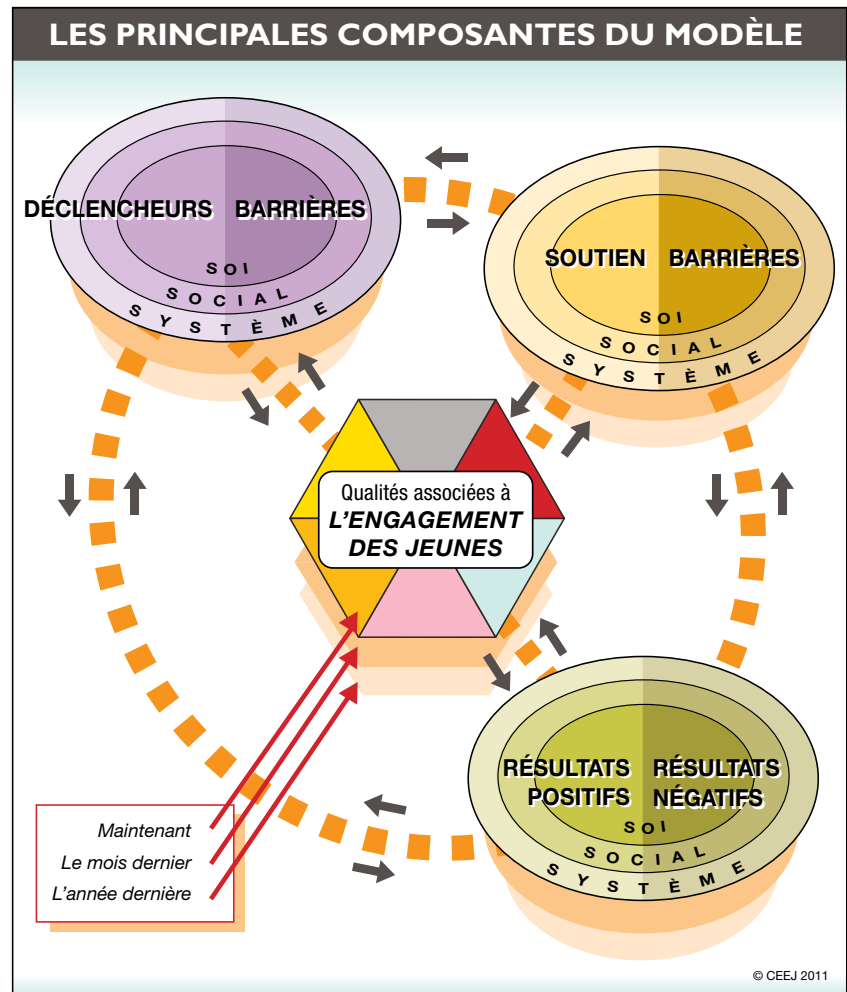 LES PRINCIPALES COMPOSANTES DU MODÈLE
DÉCLENCHEURS BARRIÈRES
SOI
SOCIAL
SYSTÈME
SOUTIEN BARRIÈRES
SOI
SOCIAL
SYSTÈME
Qualités associées à
L'ENGAGEMENT
DES JEUNES
RÉSULTATS RÉSULTATS
POSITIFS NÉGATIFS
SOI
SOCIAL
SYSTÈME
Maintenant
Le mois dernier
L'année dernière
© CEEJ 2011